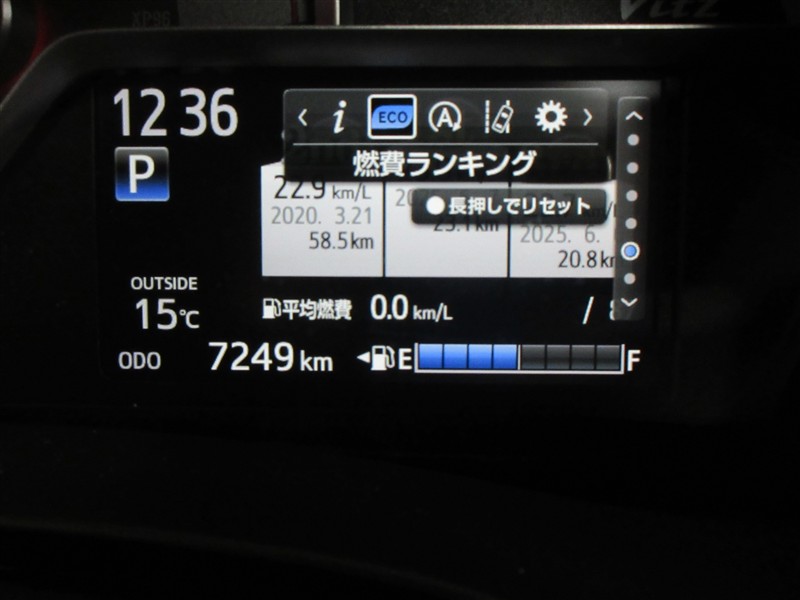 Vitz
12 36
P
i
ECO
A
燃費ランキング
●長押しでリセット
22.9 km/L
2020. 3.21
58.5km
2025. 6.
20.8k
OUTSIDE
15℃
平均燃費 0.0 km/L /
ODO 7249 km E F